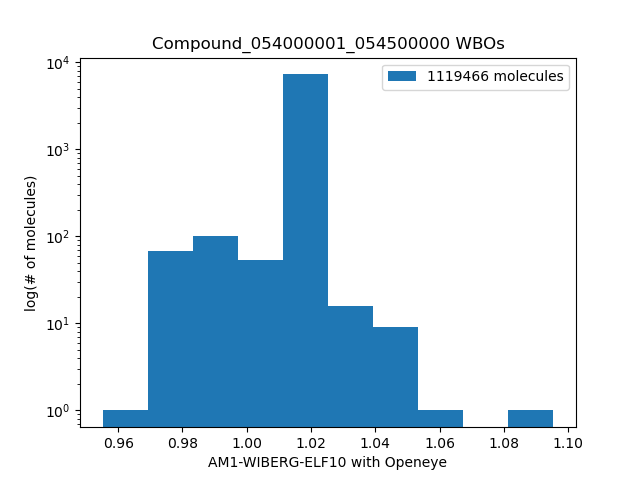 Compound_054000001_054500000 WBOs
1119466 molecules
log(# of molecules)
10⁴
10³
10²
10¹
10⁰
0.96 0.98 1.00 1.02 1.04 1.06 1.08 1.10
AM1-WIBERG-ELF10 with Openeye